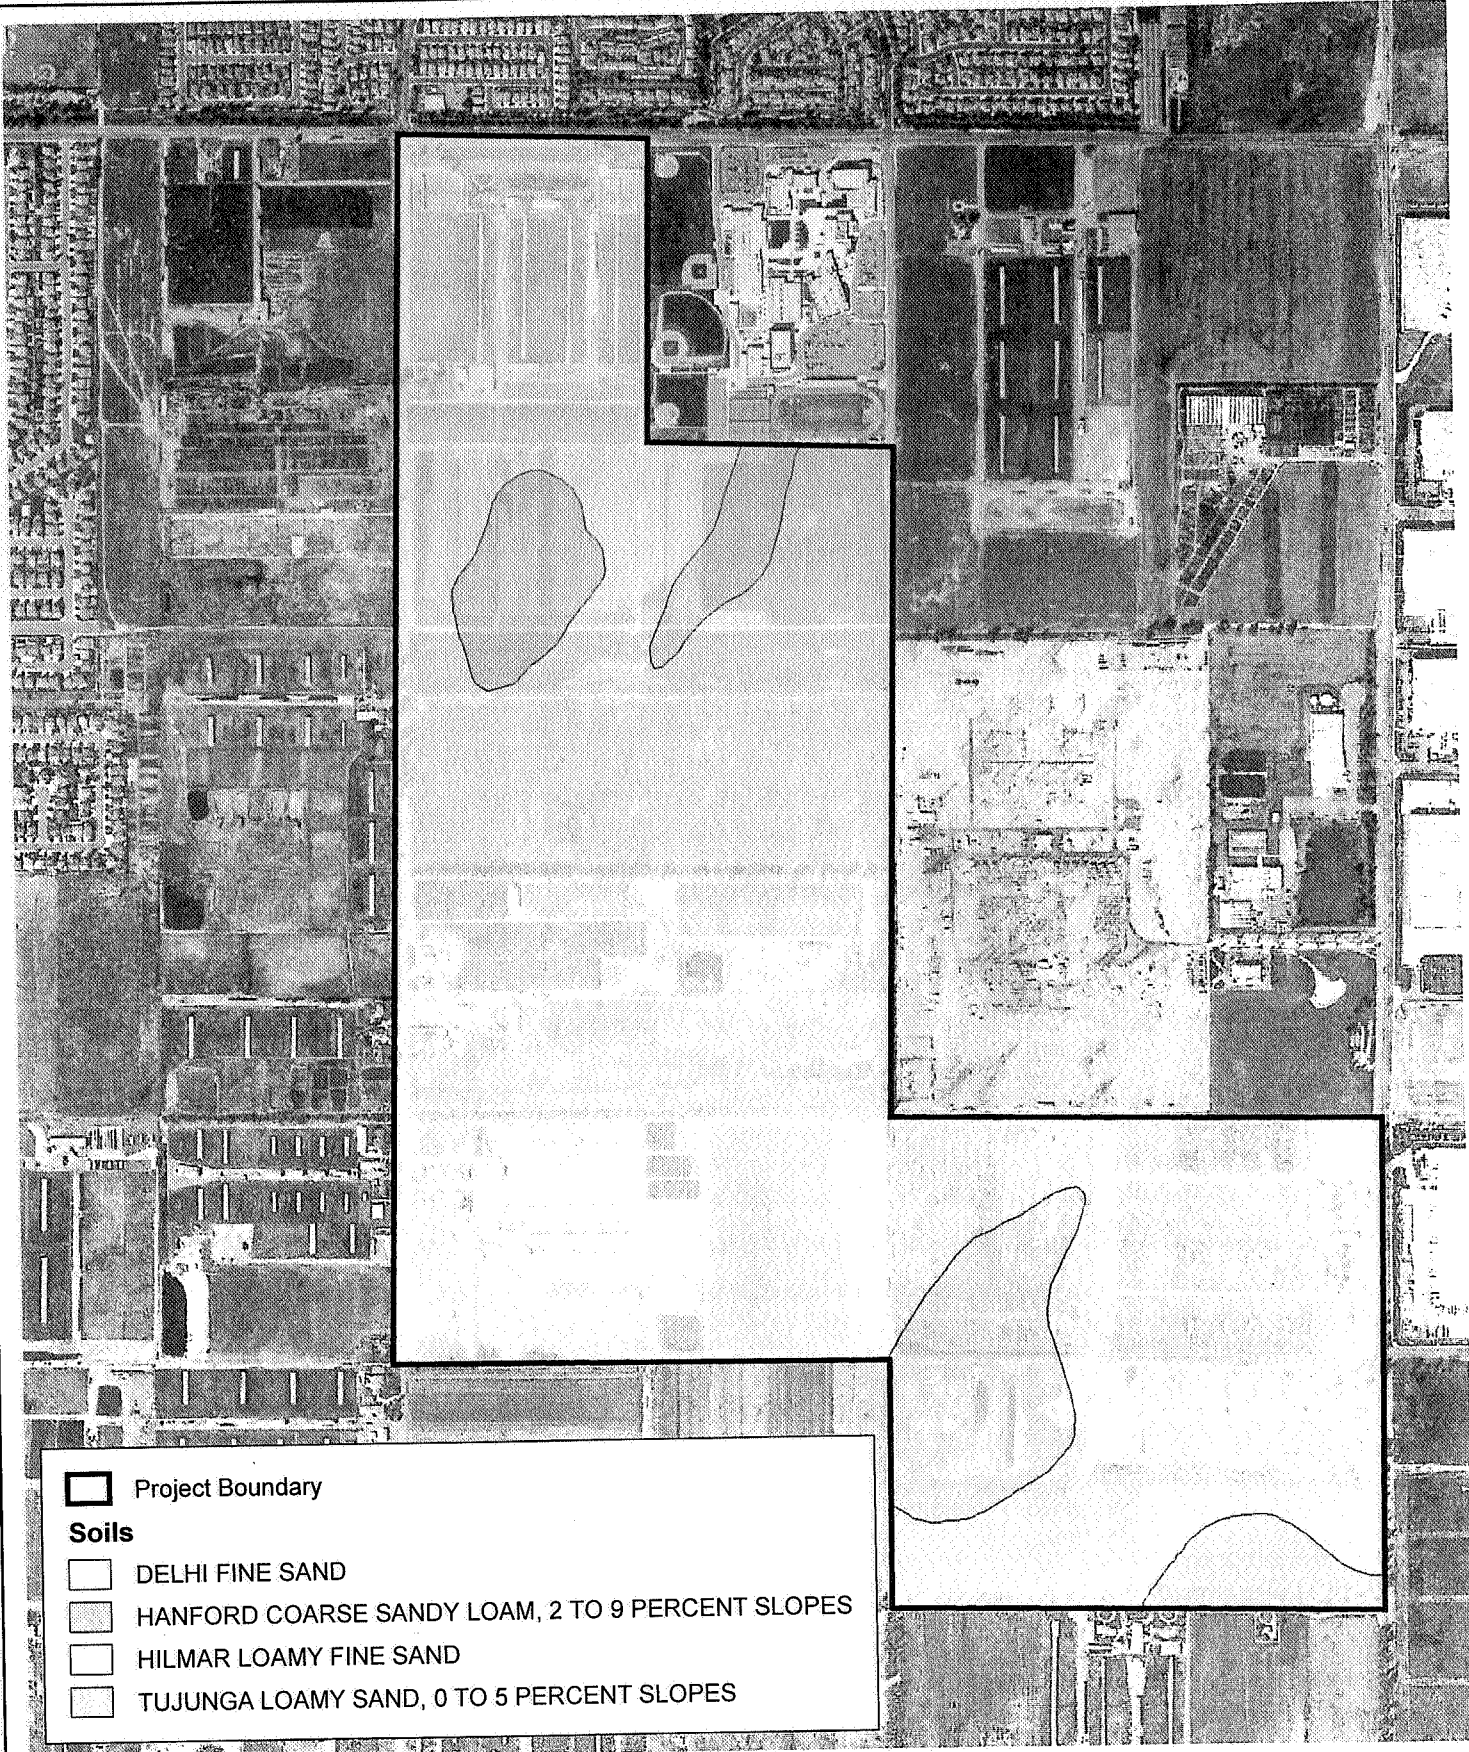 Project Boundary
Soils
DELHI FINE SAND
HANFORD COARSE SANDY LOAM, 2 TO 9 PERCENT SLOPES
HILMAR LOAMY FINE SAND
TUJUNGA LOAMY SAND, 0 TO 5 PERCENT SLOPES